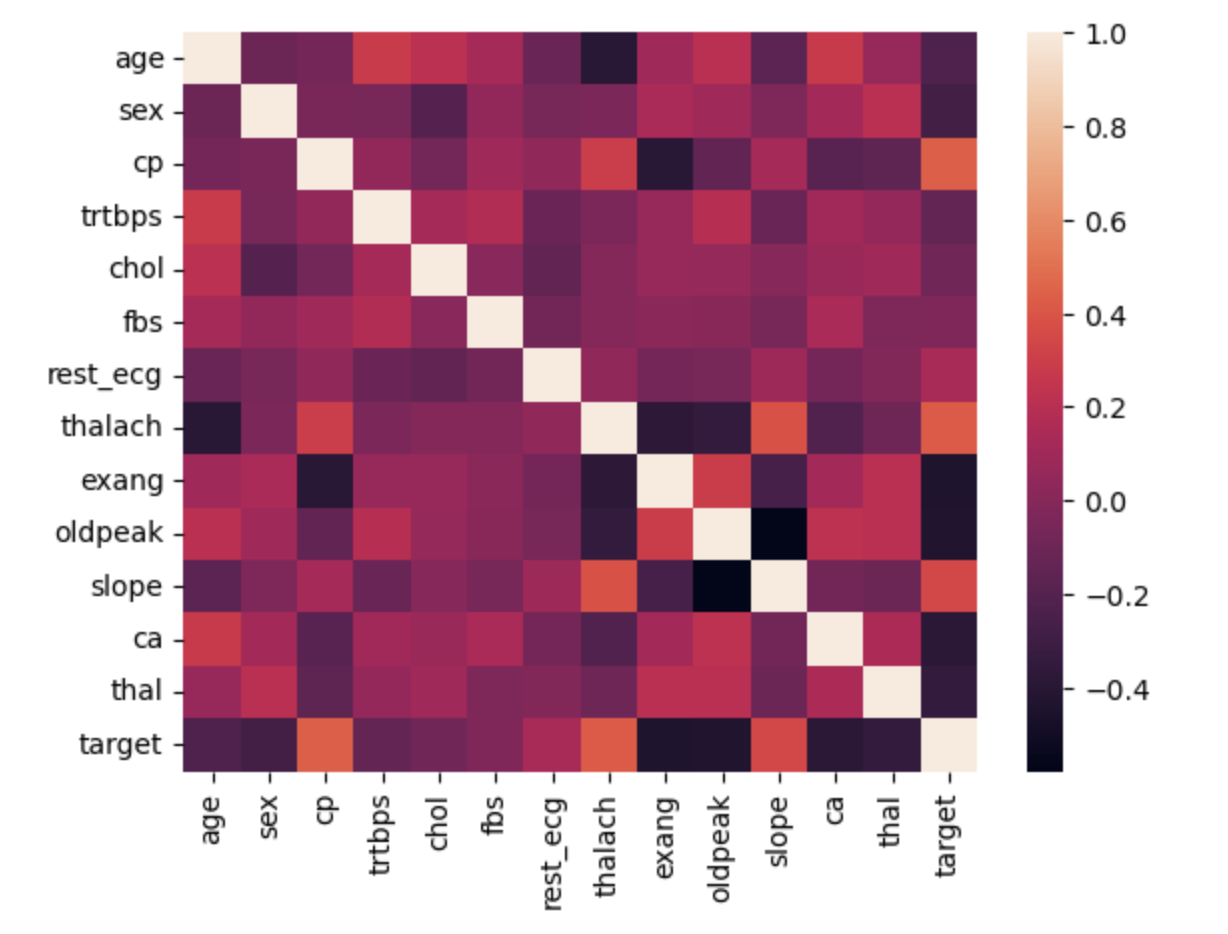 age
sex
cp
trtbps
chol
fbs
rest_ecg
thalach
exang
oldpeak
slope
ca
thal
target
age
sex
cp
trtbps
chol
fbs
rest_ecg
thalach
exang
oldpeak
slope
ca
thal
target
1.0
0.8
0.6
0.4
0.2
0.0
−0.2
−0.4